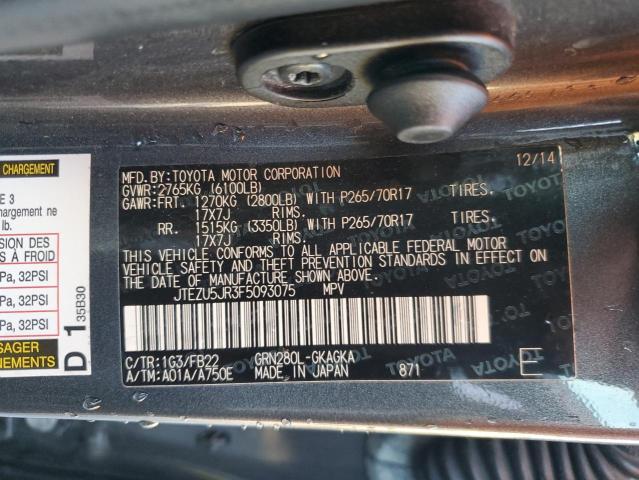 CHARGEMENT
E 3
hargement ne
lb.
SION DES
À FROID
Pa, 32PSI
Pa, 32PSI
Pa, 32PSI
SAGER
NEMENTS
D 1 35B30
MFD.BY:TOYOTA MOTOR CORPORATION 12/14
GVWR:2765KG (6100LB)
GAWR:FRT. 1270KG (2800LB) WITH P265/70R17 TIRES.
17X7J RIMS.
RR. 1515KG (3350LB) WITH P265/70R17 TIRES.
17X7J RIMS.
THIS VEHICLE CONFORMS TO ALL APPLICABLE FEDERAL MOTOR
VEHICLE SAFETY AND THEFT PREVENTION STANDARDS IN EFFECT ON
THE DATE OF MANUFACTURE SHOWN ABOVE.
JTEZU5JR3F5093075 MPV
C/TR:1G3/FB22 GRN280L-GKAGKA
A/TM:A01A/A750E MADE IN JAPAN 871 E